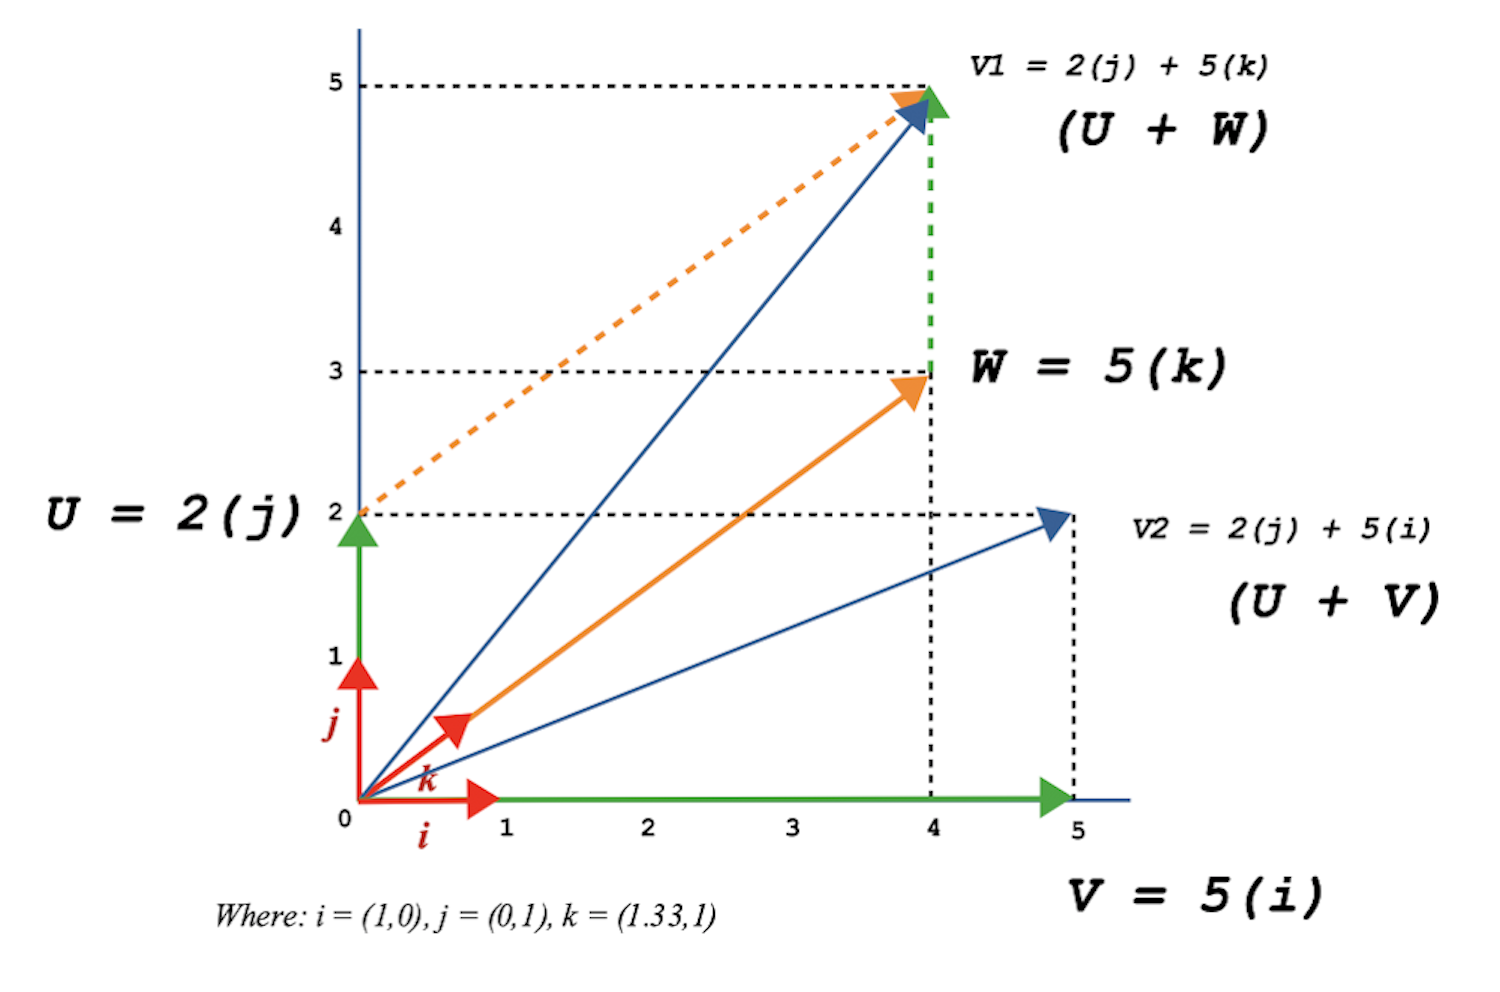 V1 = 2(j) + 5(k)
5
(U + W)
4
3
W = 5(k)
U = 2(j)
2
V2 = 2(j) + 5(i)
(U + V)
1
j
k
0
i
1
2
3
4
5
V = 5(i)
Where: i = (1,0), j = (0,1), k = (1.33,1)